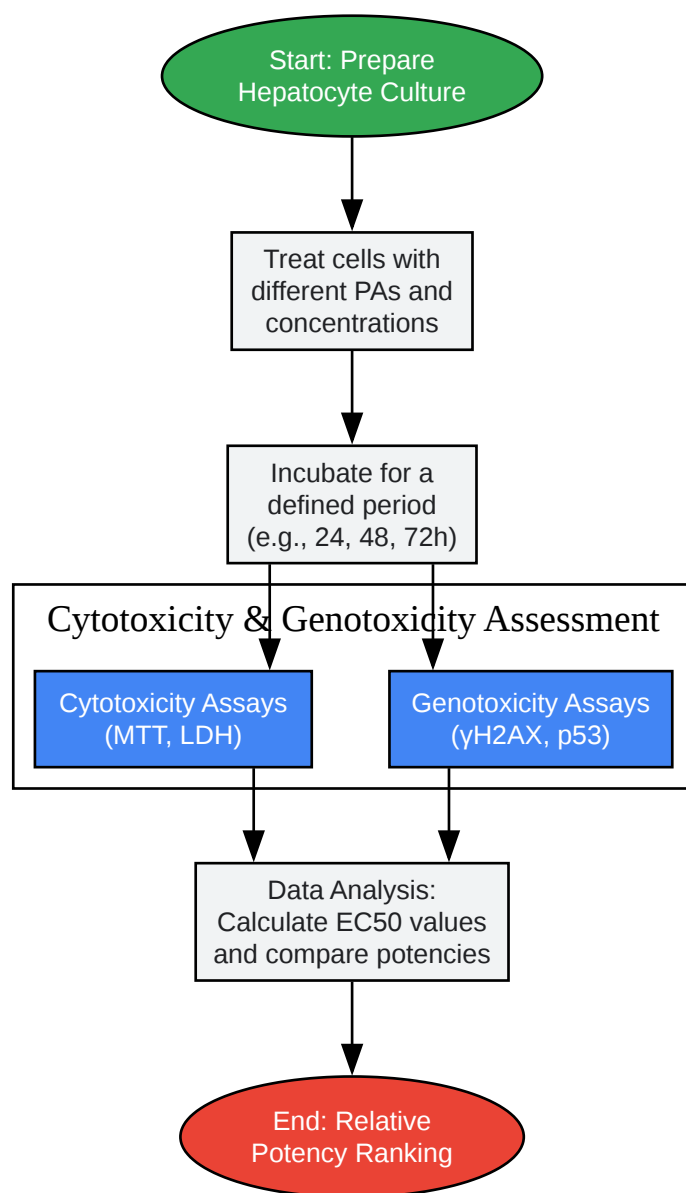 Start: Prepare
Hepatocyte Culture
Treat cells with
different PAs and
concentrations
Incubate for a
defined period
(e.g., 24, 48, 72h)
Cytotoxicity & Genotoxicity Assessment
Cytotoxicity Assays
(MTT, LDH)
Genotoxicity Assays
(γH2AX, p53)
Data Analysis:
Calculate EC50 values
and compare potencies
End: Relative
Potency Ranking